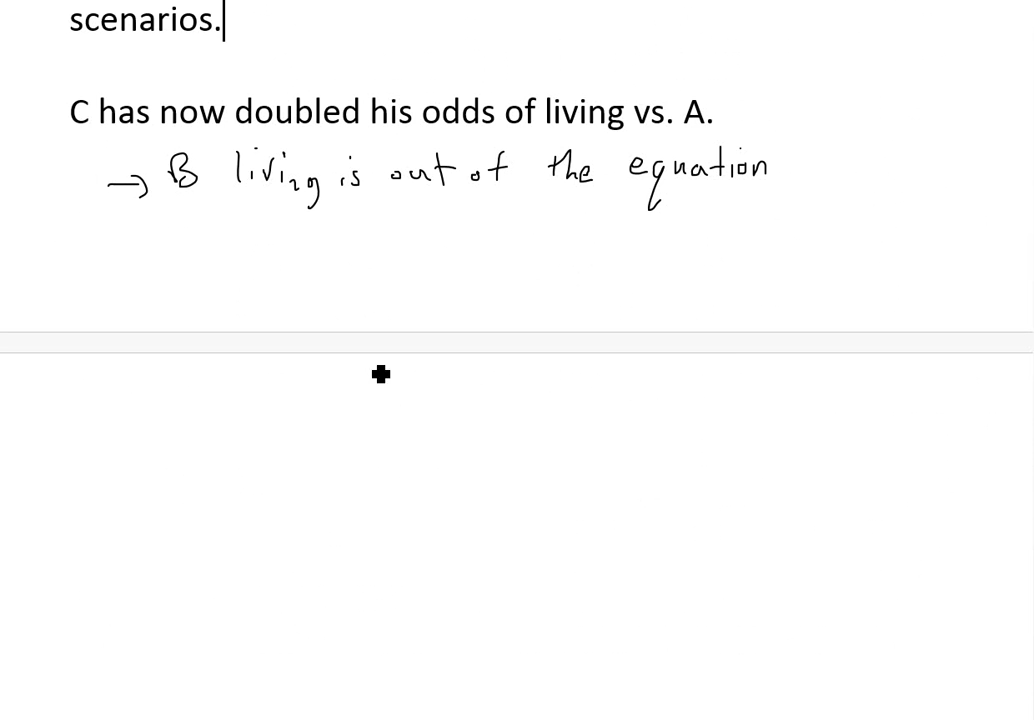 scenarios.
C has now doubled his odds of living vs. A.
→ B living is out of the equation